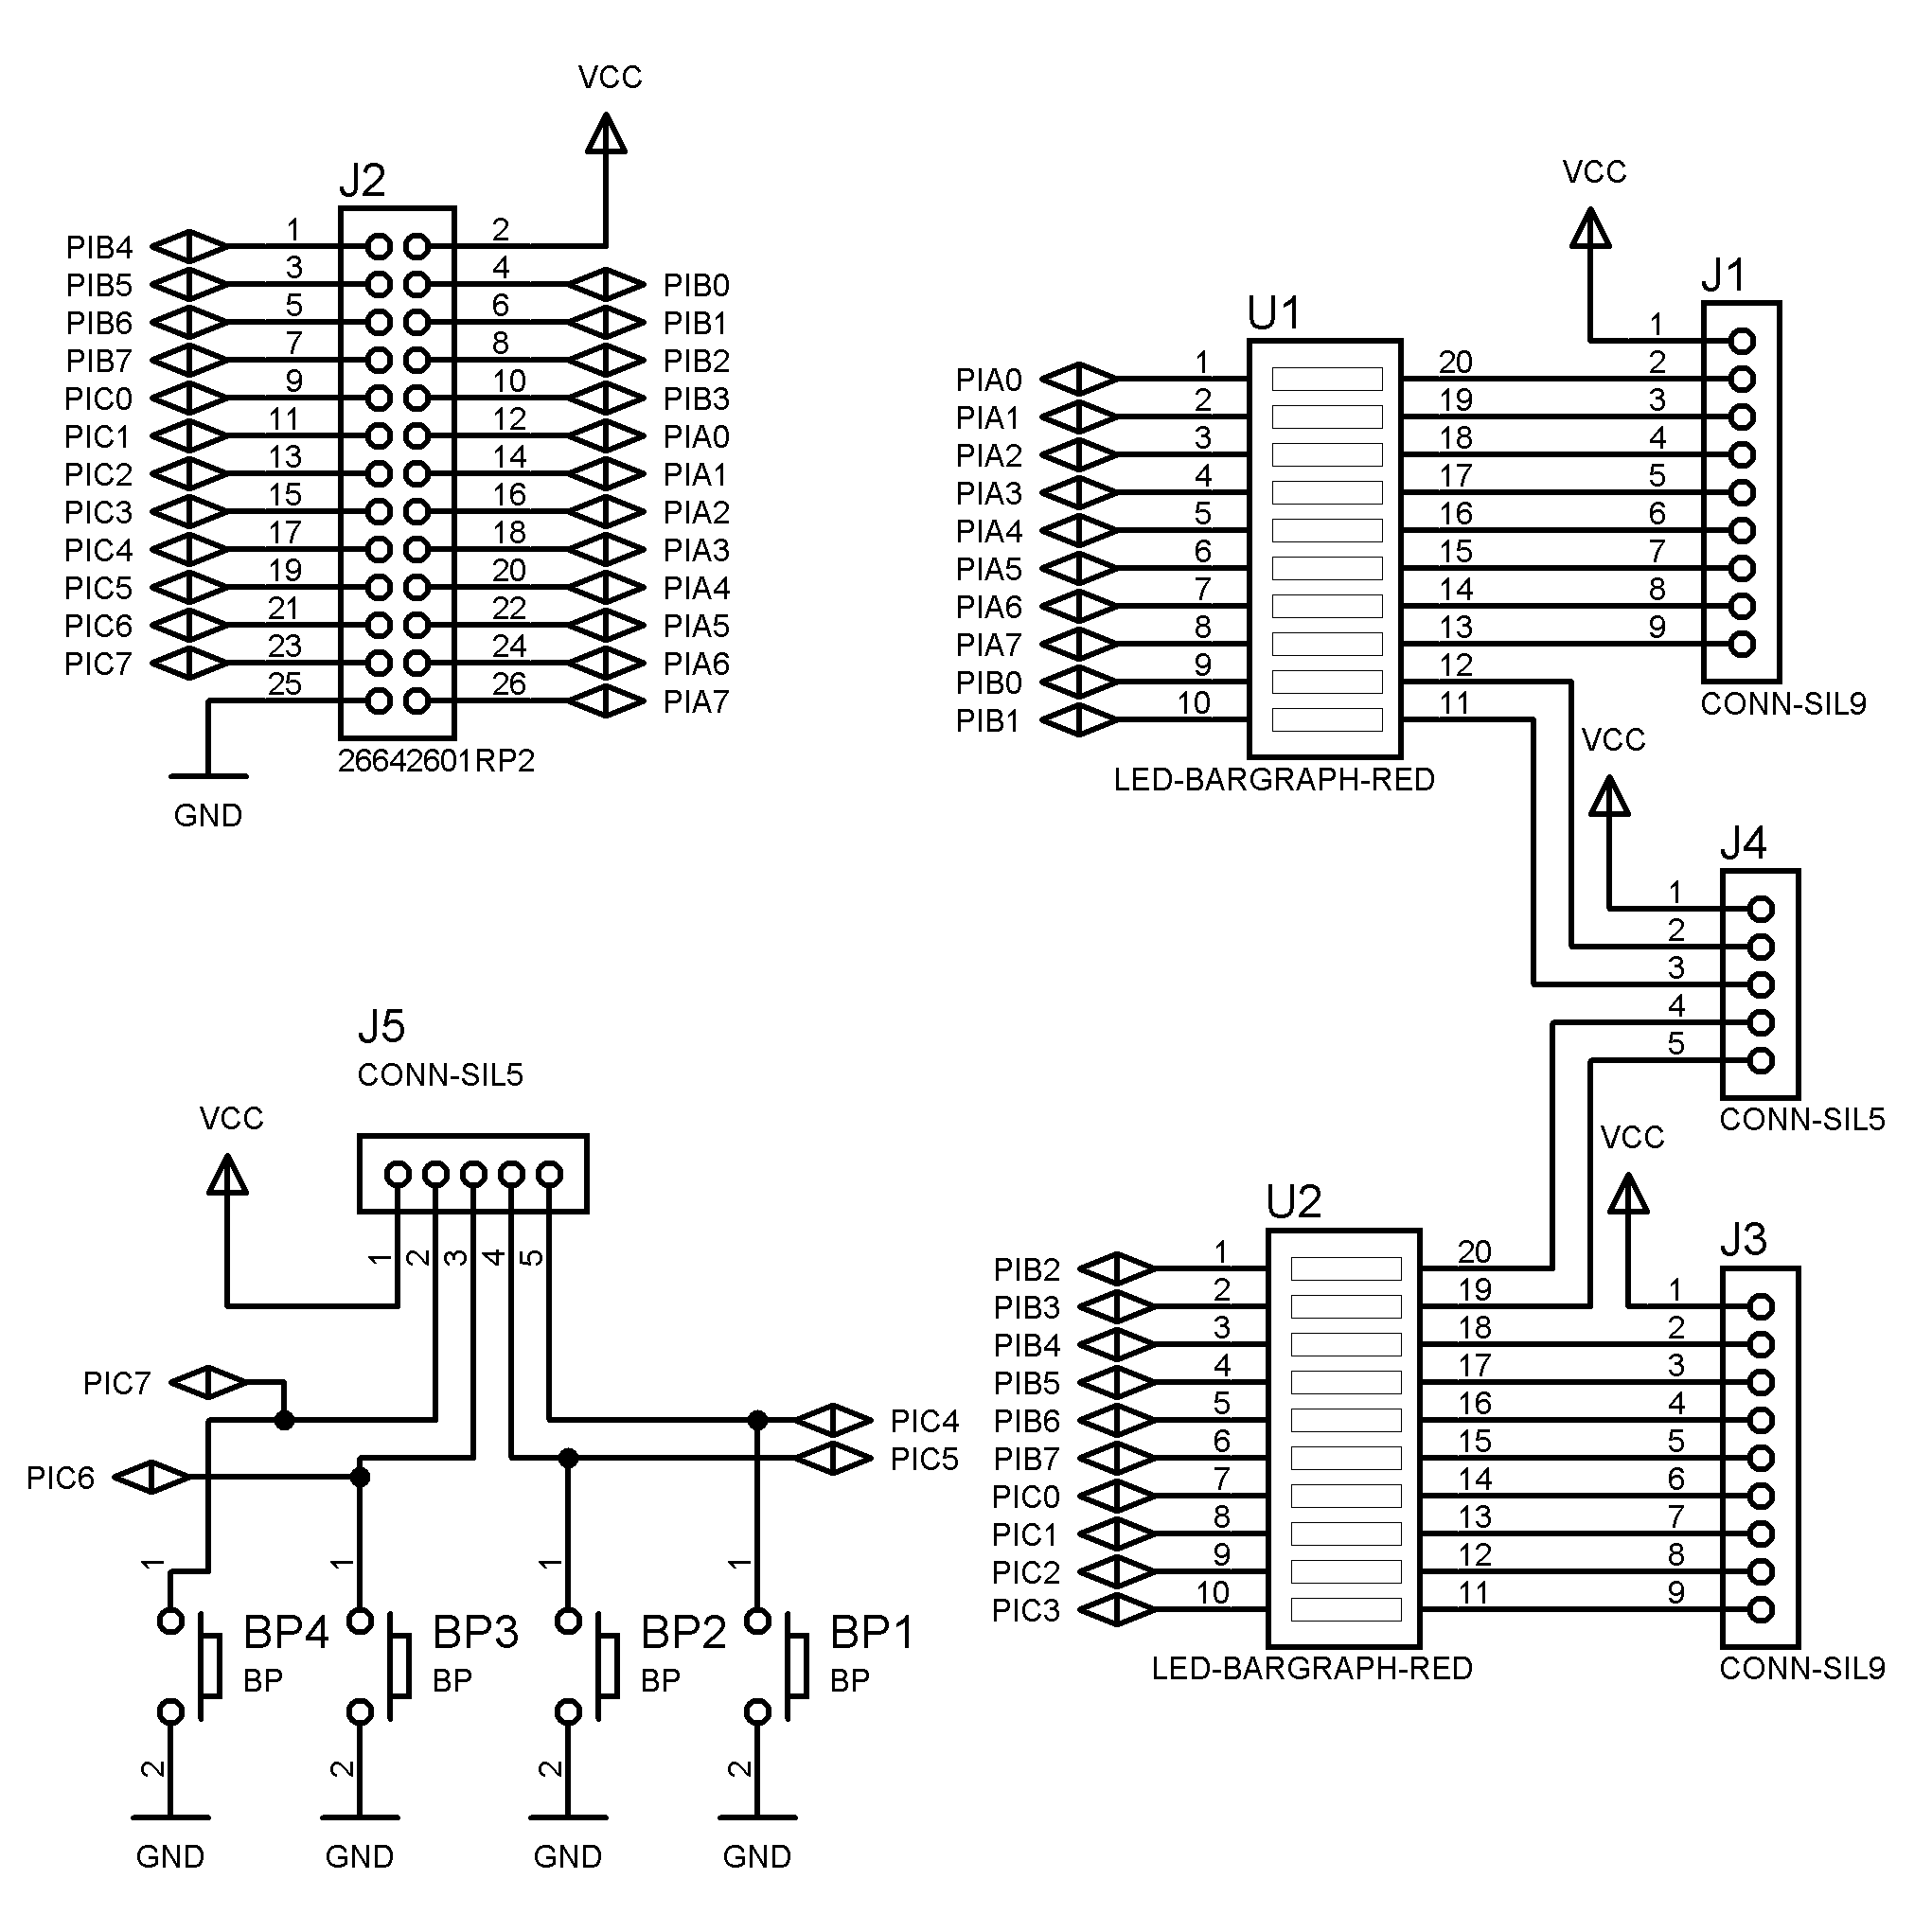 VCC
J2
PIB4 1 2
PIB5 3 4 PIB0
PIB6 5 6 PIB1
PIB7 7 8 PIB2
PIC0 9 10 PIB3
PIC1 11 12 PIA0
PIC2 13 14 PIA1
PIC3 15 16 PIA2
PIC4 17 18 PIA3
PIC5 19 20 PIA4
PIC6 21 22 PIA5
PIC7 23 24 PIA6
25 26 PIA7
26642601RP2
GND
VCC
J1
U1
1
PIA0 1 20 2
PIA1 2 19 3
PIA2 3 18 4
PIA3 4 17 5
PIA4 5 16 6
PIA5 6 15 7
PIA6 7 14 8
PIA7 8 13 9
PIB0 9 12
PIB1 10 11
CONN-SIL9
LED-BARGRAPH-RED
VCC
J4
1
2
3
4
5
CONN-SIL5
J5
CONN-SIL5
VCC
1 2 3 4 5
PIC7
PIC6
PIC4
PIC5
1 1 1 1
BP4 BP3 BP2 BP1
BP BP BP BP
2 2 2 2
GND GND GND GND
VCC
U2
J3
PIB2 1 20
PIB3 2 19 1
PIB4 3 18 2
PIB5 4 17 3
PIB6 5 16 4
PIB7 6 15 5
PIC0 7 14 6
PIC1 8 13 7
PIC2 9 12 8
PIC3 10 11 9
LED-BARGRAPH-RED
CONN-SIL9